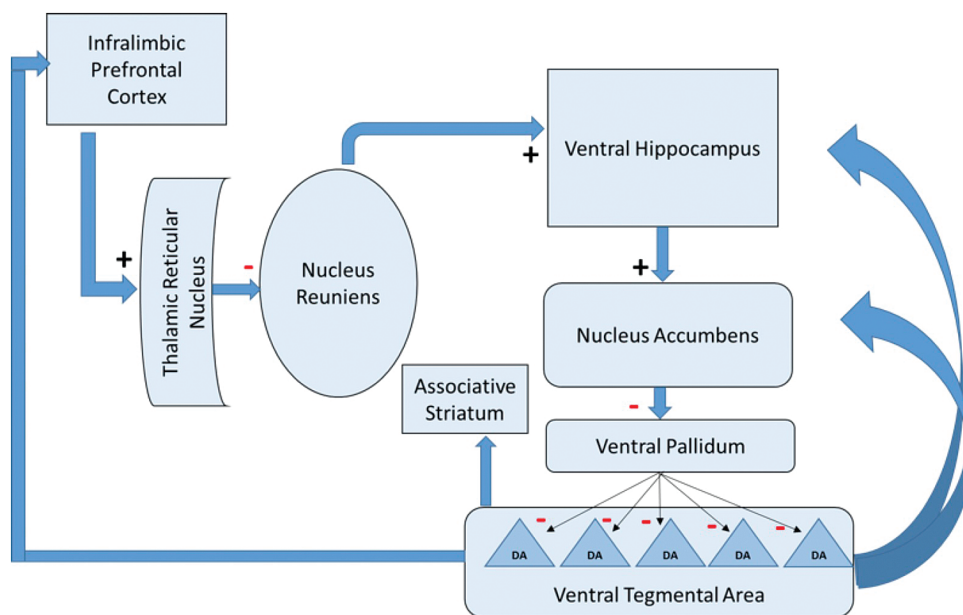 Infralimbic
Prefrontal
Cortex
+
Thalamic Reticular
Nucleus
-
Nucleus
Reuniens
+
Ventral Hippocampus
+
Nucleus Accumbens
-
Associative
Striatum
Ventral Pallidum
- - - - -
DA DA DA DA DA
Ventral Tegmental Area